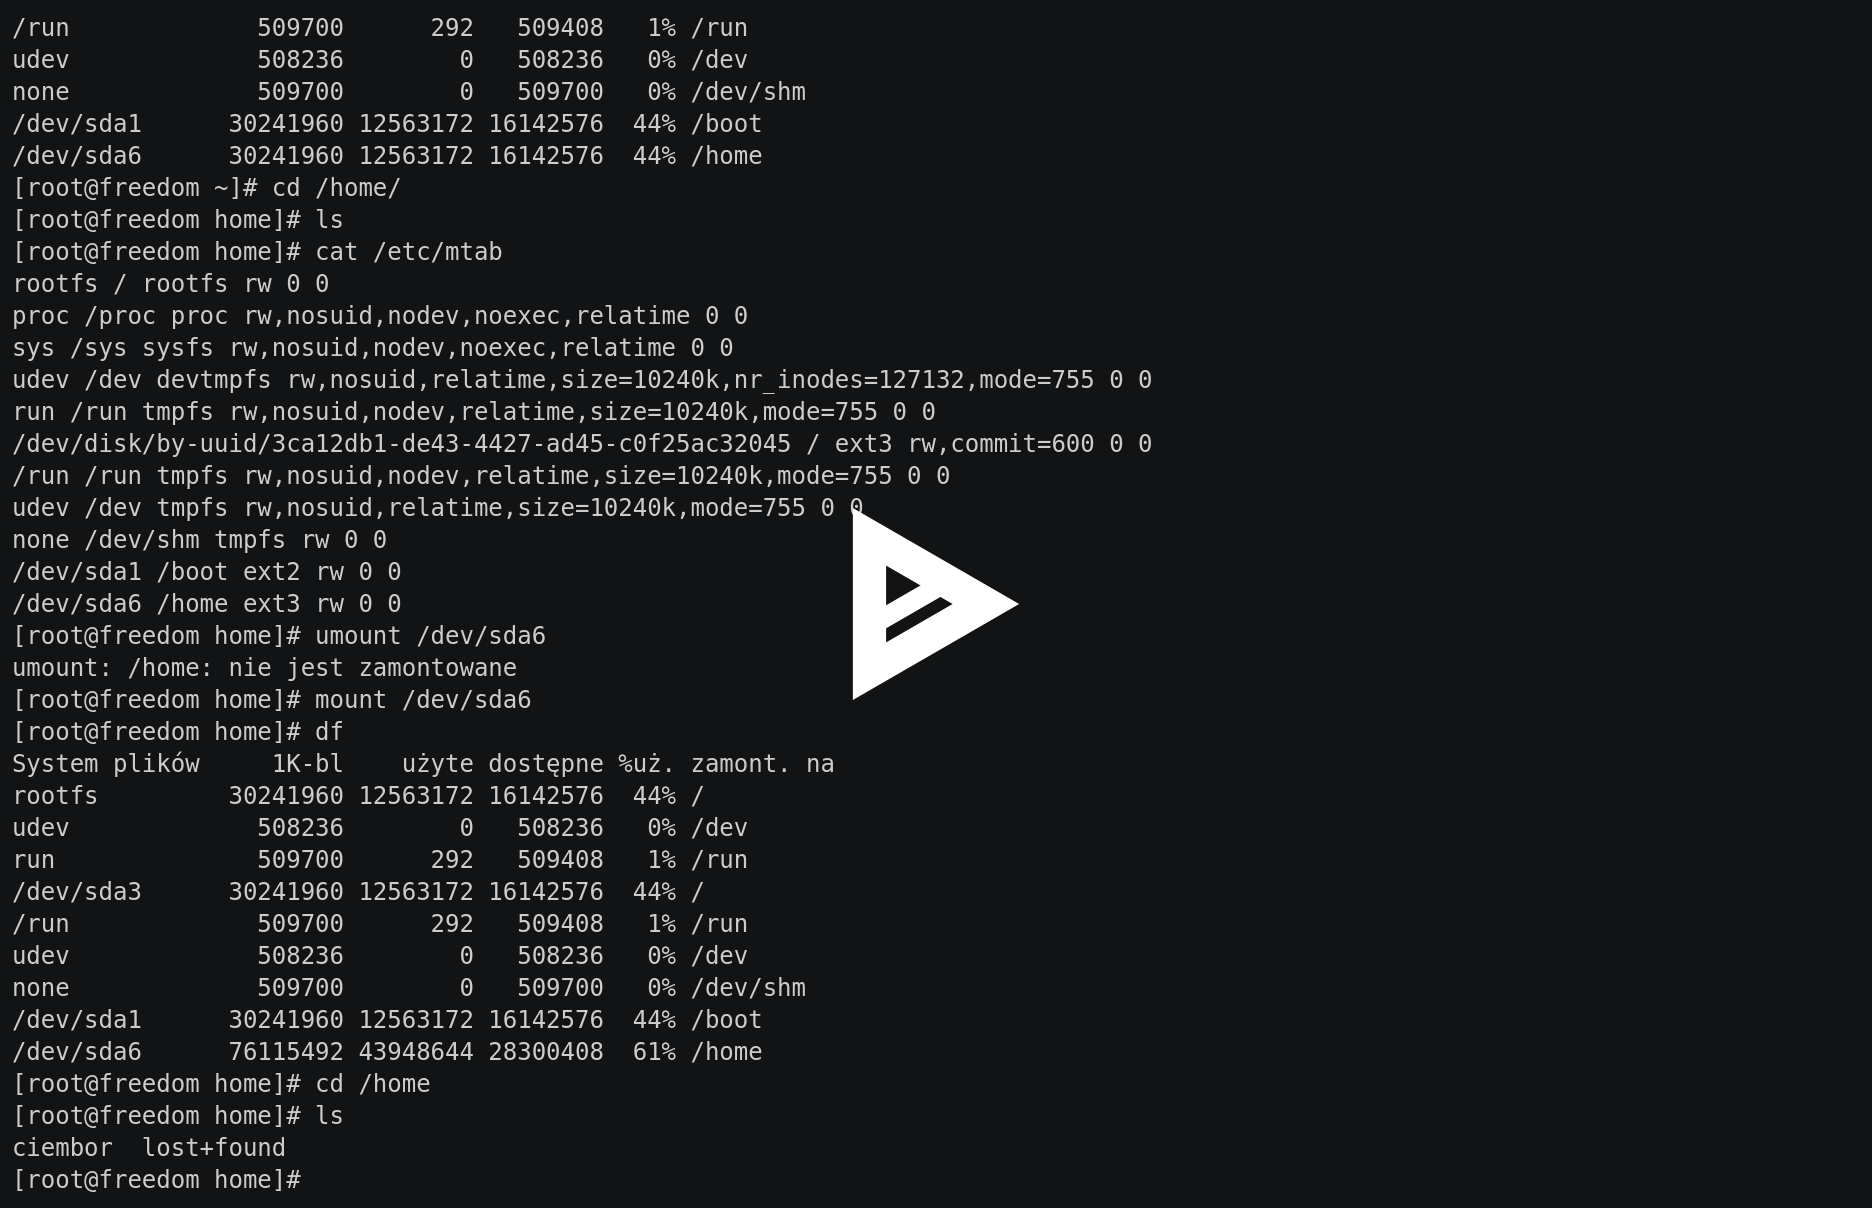 /run             509700      292   509408   1% /run
udev             508236        0   508236   0% /dev
none             509700        0   509700   0% /dev/shm
/dev/sda1      30241960 12563172 16142576  44% /boot
/dev/sda6      30241960 12563172 16142576  44% /home
[root@freedom ~]# cd /home/
[root@freedom home]# ls
[root@freedom home]# cat /etc/mtab
rootfs / rootfs rw 0 0
proc /proc proc rw,nosuid,nodev,noexec,relatime 0 0
sys /sys sysfs rw,nosuid,nodev,noexec,relatime 0 0
udev /dev devtmpfs rw,nosuid,relatime,size=10240k,nr_inodes=127132,mode=755 0 0
run /run tmpfs rw,nosuid,nodev,relatime,size=10240k,mode=755 0 0
/dev/disk/by-uuid/3ca12db1-de43-4427-ad45-c0f25ac32045 / ext3 rw,commit=600 0 0
/run /run tmpfs rw,nosuid,nodev,relatime,size=10240k,mode=755 0 0
udev /dev tmpfs rw,nosuid,relatime,size=10240k,mode=755 0 0
none /dev/shm tmpfs rw 0 0
/dev/sda1 /boot ext2 rw 0 0
/dev/sda6 /home ext3 rw 0 0
[root@freedom home]# umount /dev/sda6
umount: /home: nie jest zamontowane
[root@freedom home]# mount /dev/sda6
[root@freedom home]# df
System plików     1K-bl    użyte dostępne %uż. zamont. na
rootfs         30241960 12563172 16142576  44% /
udev             508236        0   508236   0% /dev
run              509700      292   509408   1% /run
/dev/sda3      30241960 12563172 16142576  44% /
/run             509700      292   509408   1% /run
udev             508236        0   508236   0% /dev
none             509700        0   509700   0% /dev/shm
/dev/sda1      30241960 12563172 16142576  44% /boot
/dev/sda6      76115492 43948644 28300408  61% /home
[root@freedom home]# cd /home
[root@freedom home]# ls
ciembor  lost+found
[root@freedom home]#